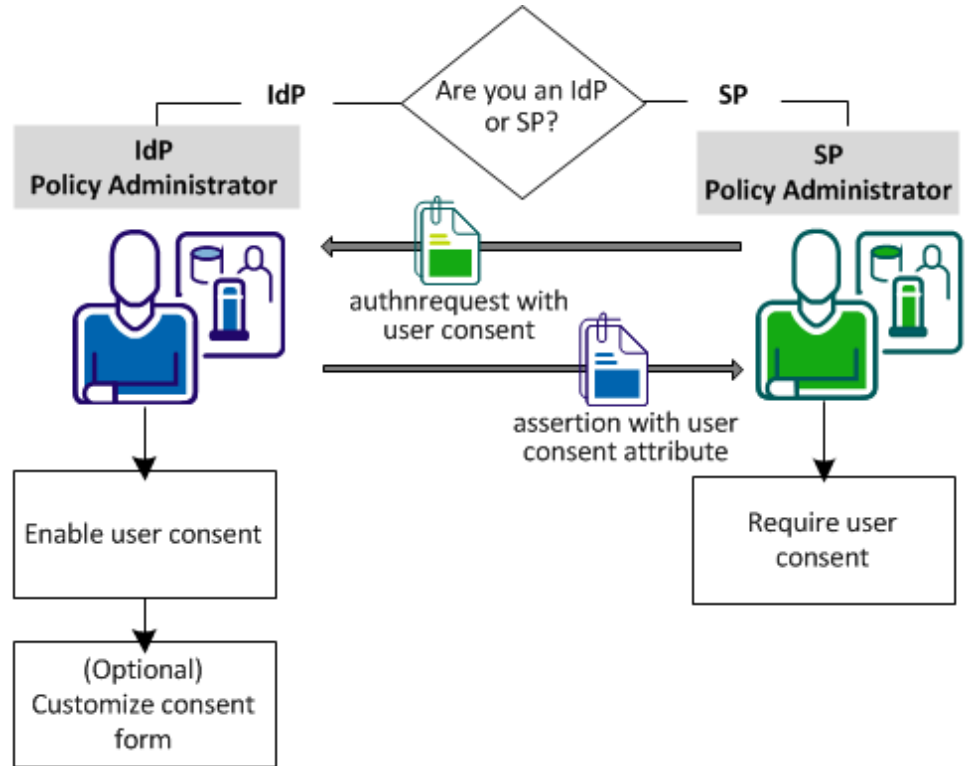 Are you an IdP
or SP?
IdP
SP
IdP
Policy Administrator
SP
Policy Administrator
authnrequest with
user consent
assertion with user
consent attribute
Enable user consent
Require user
consent
(Optional)
Customize consent
form